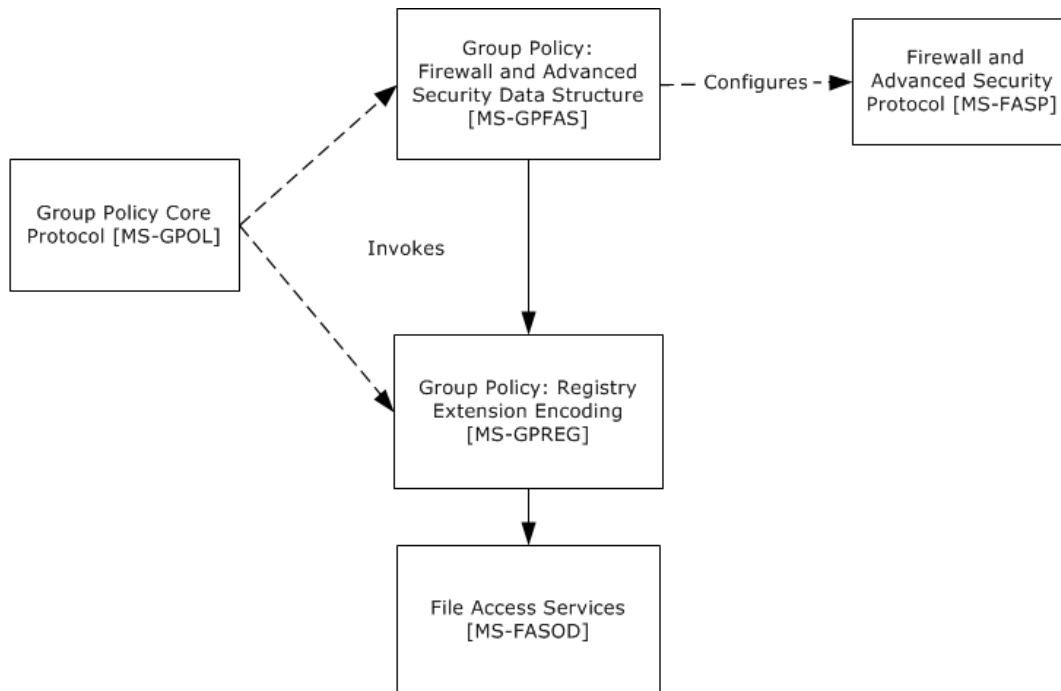 Group Policy:
Firewall and Advanced
Security Data Structure
[MS-GPFAS]
Configures
Firewall and
Advanced Security
Protocol [MS-FASP]
Group Policy Core
Protocol [MS-GPOL]
Invokes
Group Policy: Registry
Extension Encoding
[MS-GPREG]
File Access Services
[MS-FASOD]